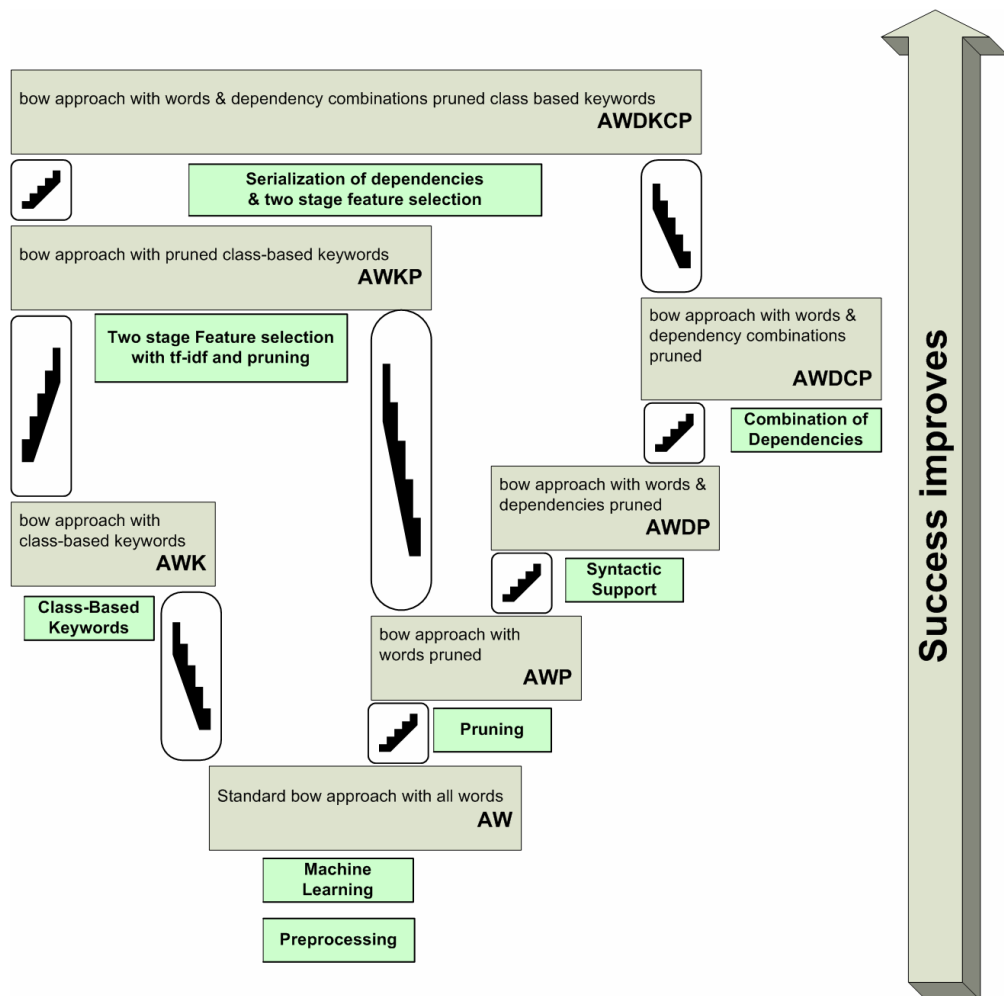 bow approach with words & dependency combinations pruned class based keywords
AWDKCP
Serialization of dependencies
& two stage feature selection
bow approach with pruned class-based keywords
AWKP
Two stage Feature selection
with tf-idf and pruning
bow approach with words &
dependency combinations
pruned
AWDCP
Combination of
Dependencies
bow approach with words &
dependencies pruned
AWDP
bow approach with
class-based keywords
AWK
Syntactic
Support
Class-Based
Keywords
bow approach with
words pruned
AWP
Pruning
Standard bow approach with all words
AW
Machine
Learning
Preprocessing
Success improves